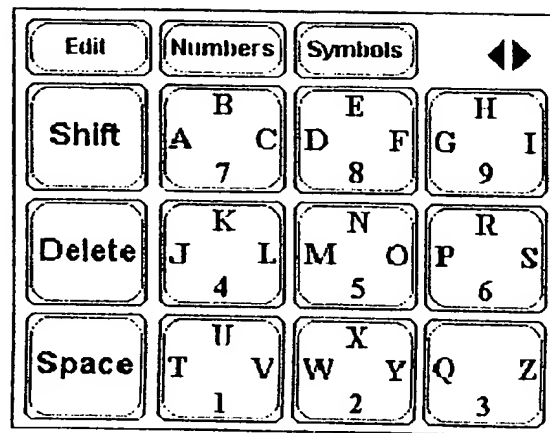 Edit Numbers Symbols
B E H
Shift A C D F G I
7 8 9
K N R
Delete J L M O P S
4 5 6
U X
Space T V W Y Q Z
1 2 3